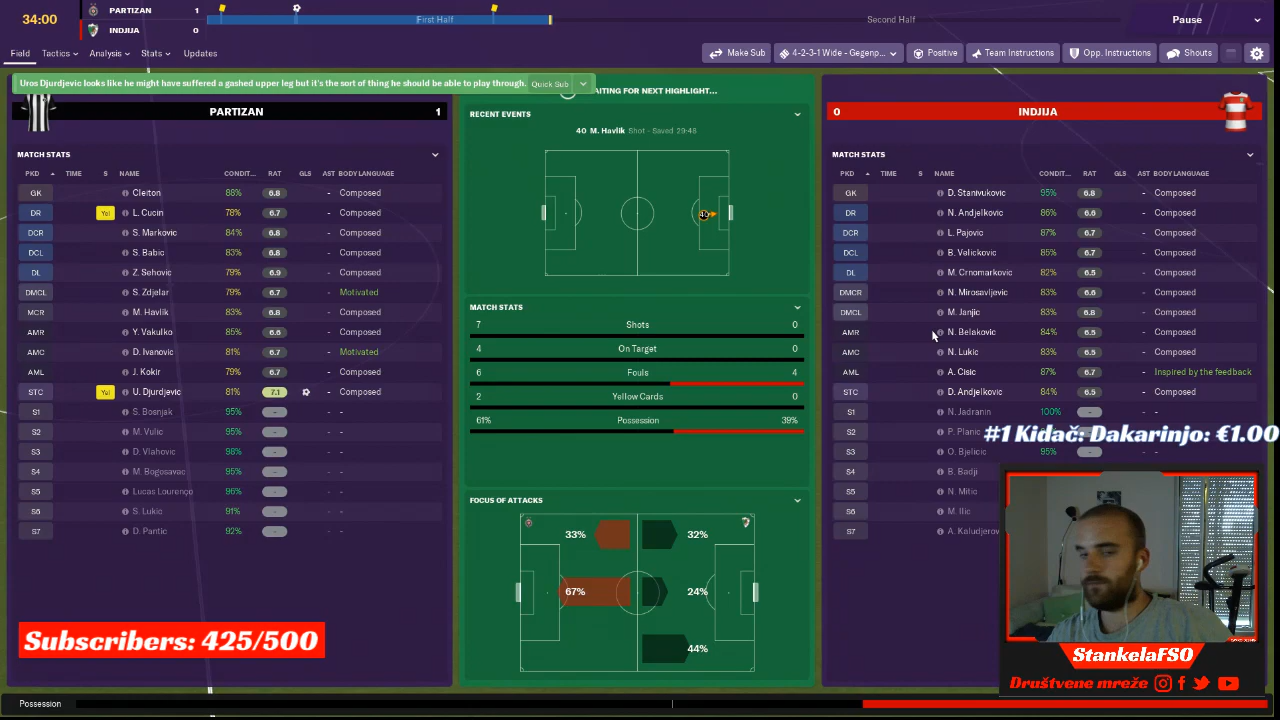 34:00
PARTIZAN 1
INDJIJA 0
First Half
Second Half
Pause
Field Tactics Analysis Stats Updates
Make Sub 4-2-3-1 Wide - Gegenp... Positive Team Instructions Opp. Instructions Shouts
Uros Djurdjevic looks like he might have suffered a gashed upper leg but it's the sort of thing he should be able to play through. Quick Sub
PARTIZAN 1
MATCH STATS
PKD TIME S NAME CONDIT... RAT GLS AST BODY LANGUAGE
GK Cleiton 86% 6.8 - Composed
DR Yel L. Cucin 78% 6.7 - Composed
DCR S. Markovic 84% 6.8 - Composed
DCL S. Babic 83% 6.8 - Composed
DL Z. Sehovic 79% 6.9 - Composed
DMCL S. Zdjelar 79% 6.7 - Motivated
MCR M. Havlik 83% 6.8 - Composed
AMR Y. Vakulko 85% 6.6 - Composed
AMC D. Ivanovic 81% 6.7 - Motivated
AML J. Kokir 79% 6.7 - Composed
STC Yel U. Djurdjevic 81% 7.1 - Composed
S1 S. Bosnjak 95% - - -
S2 M. Vulic 95% - - -
S3 D. Vlahovic 96% - - -
S4 M. Bogosavac 95% - - -
S5 Lucas Lourenço 96% - - -
S6 S. Lukic 91% - - -
S7 D. Pantic 92% - - -
AITING FOR NEXT HIGHLIGHT...
RECENT EVENTS
40 M. Havlik Shot - Saved 29:46
40
MATCH STATS
7 Shots 0
4 On Target 0
6 Fouls 4
2 Yellow Cards 0
61% Possession 39%
FOCUS OF ATTACKS
33% 32%
67% 24%
44%
0 INDJIJA
MATCH STATS
PKD TIME S NAME CONDIT... RAT GLS AST BODY LANGUAGE
GK D. Stanivukovic 95% 6.8 - Composed
DR N. Andjelkovic 86% 6.6 - Composed
DCR L. Pajovic 87% 6.7 - Composed
DCL B. Velickovic 85% 6.7 - Composed
DL M. Crnomarkovic 82% 6.5 - Composed
DMCR N. Mirosavljevic 83% 6.6 - Composed
DMCL M. Janjic 83% 6.8 - Composed
AMR N. Belakovic 84% 6.5 - Composed
AMC N. Lukic 83% 6.5 - Composed
AML A. Cisic 87% 6.7 - Inspired by the feedback
STC D. Andjelkovic 84% 6.5 - Composed
S1 N. Jadranin 100% - - -
S2 P. Planic
#1 Kidač: Dakarinjo: €1.00
S3 O. Bjelicic 95% - - -
S4 B. Badji
S5 N. Mitic
S6 M. Ilic
S7 A. Kaludjerov
Subscribers: 425/500
StankelaFSO
Društvene mreže
Possession